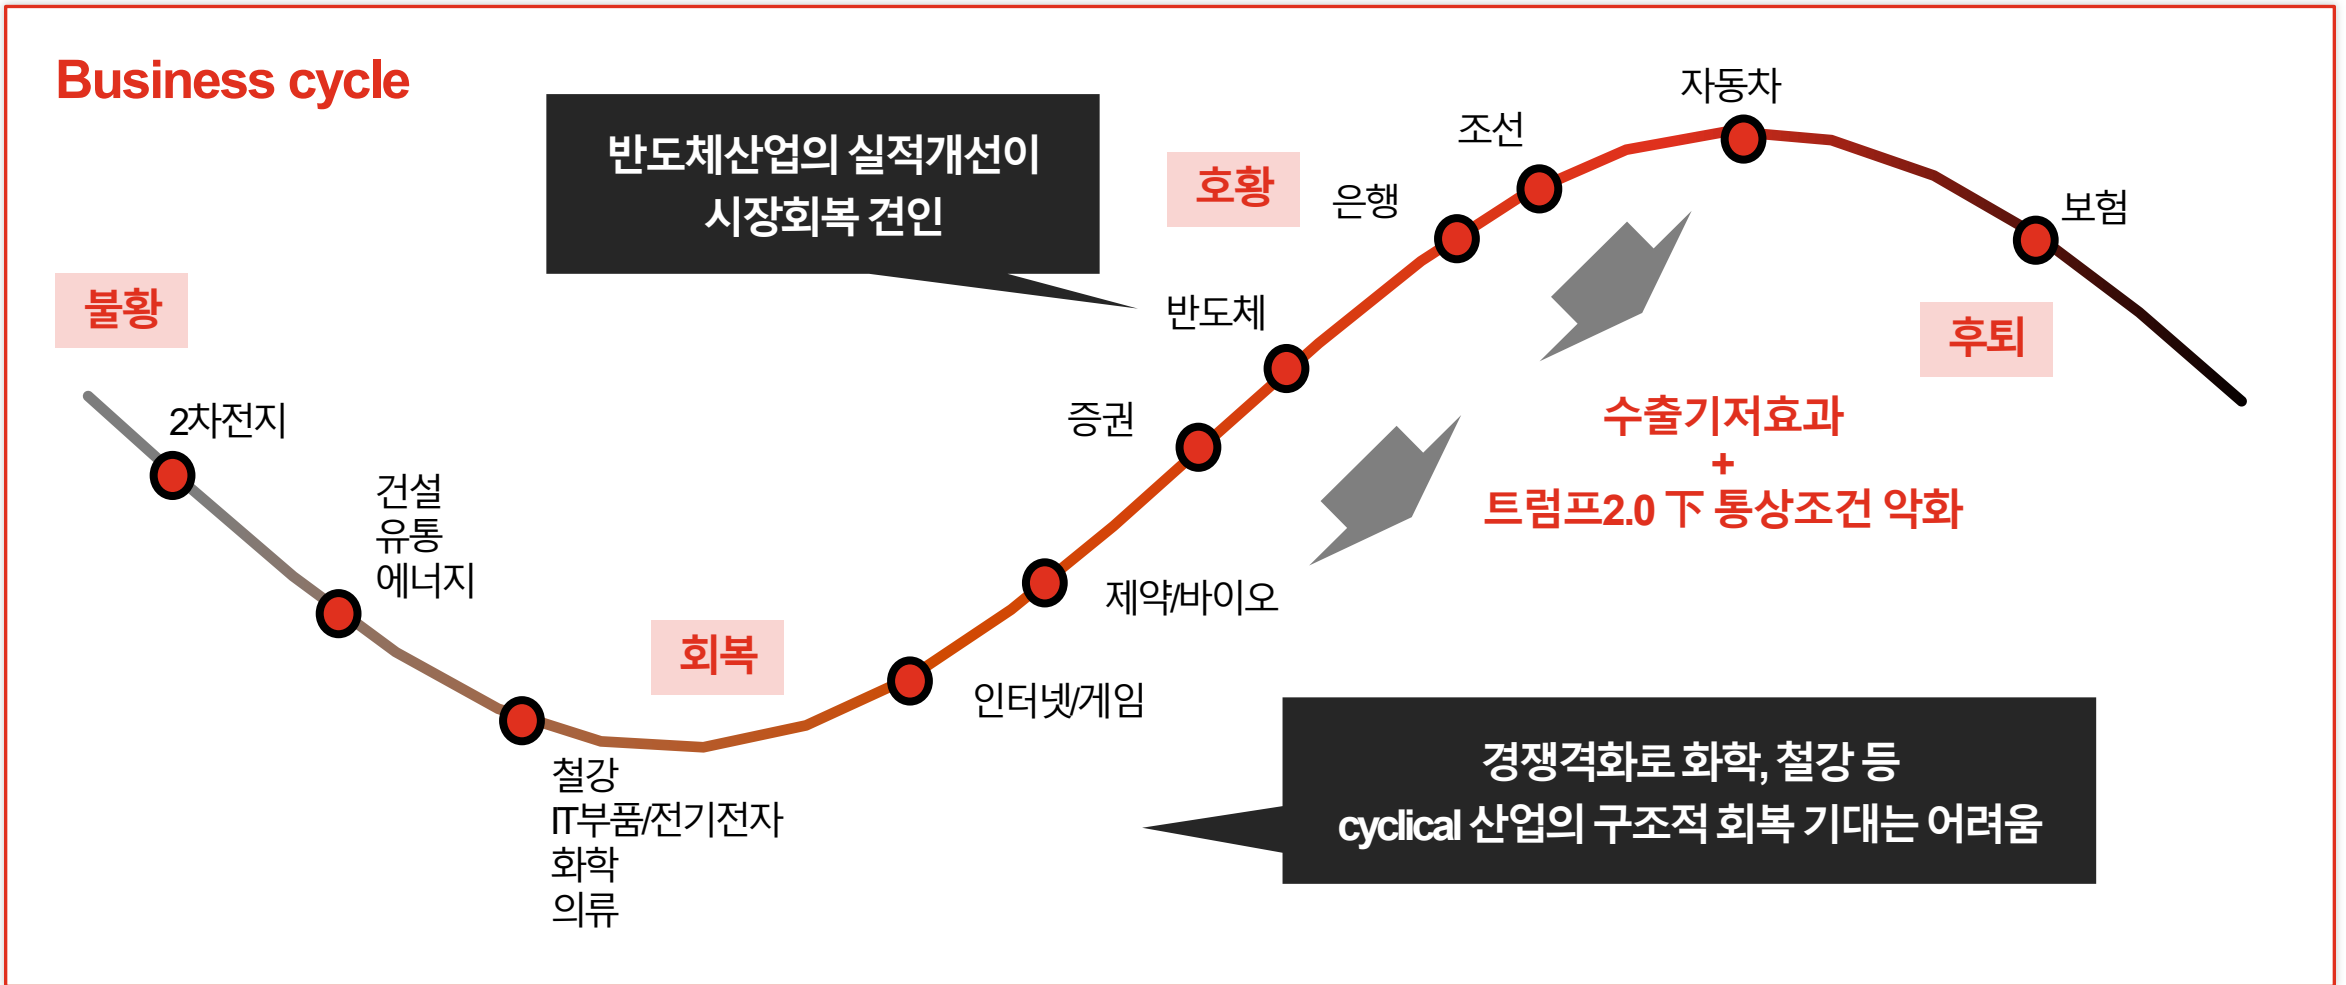 Business cycle
반도체산업의 실적개선이
시장회복 견인
불황
2차전지
건설
유통
에너지
회복
철강
IT부품/전기전자
화학
의류
인터넷/게임
제약/바이오
증권
반도체
호황
은행
조선
자동차
보험
후퇴
수출기저효과
+
트럼프2.0 下 통상조건 악화
경쟁격화로 화학, 철강 등
cyclical 산업의 구조적 회복 기대는 어려움